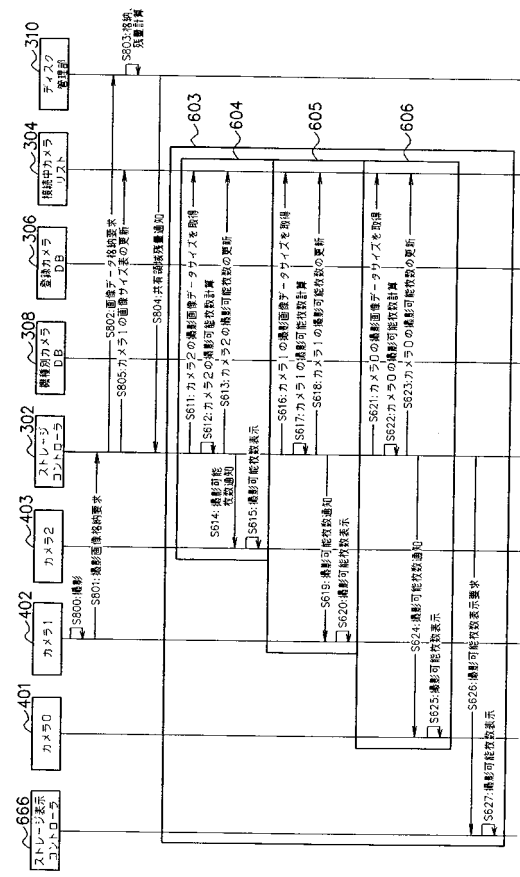 666
ストレージ表示
コントローラ
401
カメラ0
402
カメラ1
403
カメラ2
302
ストレージ
コントローラ
308
機種別カメラ
DB
306
登録カメラ
DB
304
接続中カメラ
リスト
310
ディスク
管理部
S800:撮影
S801:撮影画像格納要求
S802:画像データ格納要求
S803:格納、
残量計算
S805:カメラ1の画像サイズ表の更新
S804:共有領域残量通知
603
604
S611:カメラ2の撮影画像データサイズを取得
S612:カメラ2の撮影可能枚数計算
S613:カメラ2の撮影可能枚数の更新
S614:撮影可能
枚数通知
S615:撮影可能枚数表示
605
S616:カメラ1の撮影画像データサイズを取得
S617:カメラ1の撮影可能枚数計算
S618:カメラ1の撮影可能枚数の更新
S619:撮影可能枚数通知
S620:撮影可能枚数表示
606
S621:カメラ0の撮影画像データサイズを取得
S622:カメラ0の撮影可能枚数計算
S623:カメラ0の撮影可能枚数の更新
S624:撮影可能枚数通知
S625:撮影可能枚数表示
S626:撮影可能枚数表示要求
S627:撮影可能枚数表示